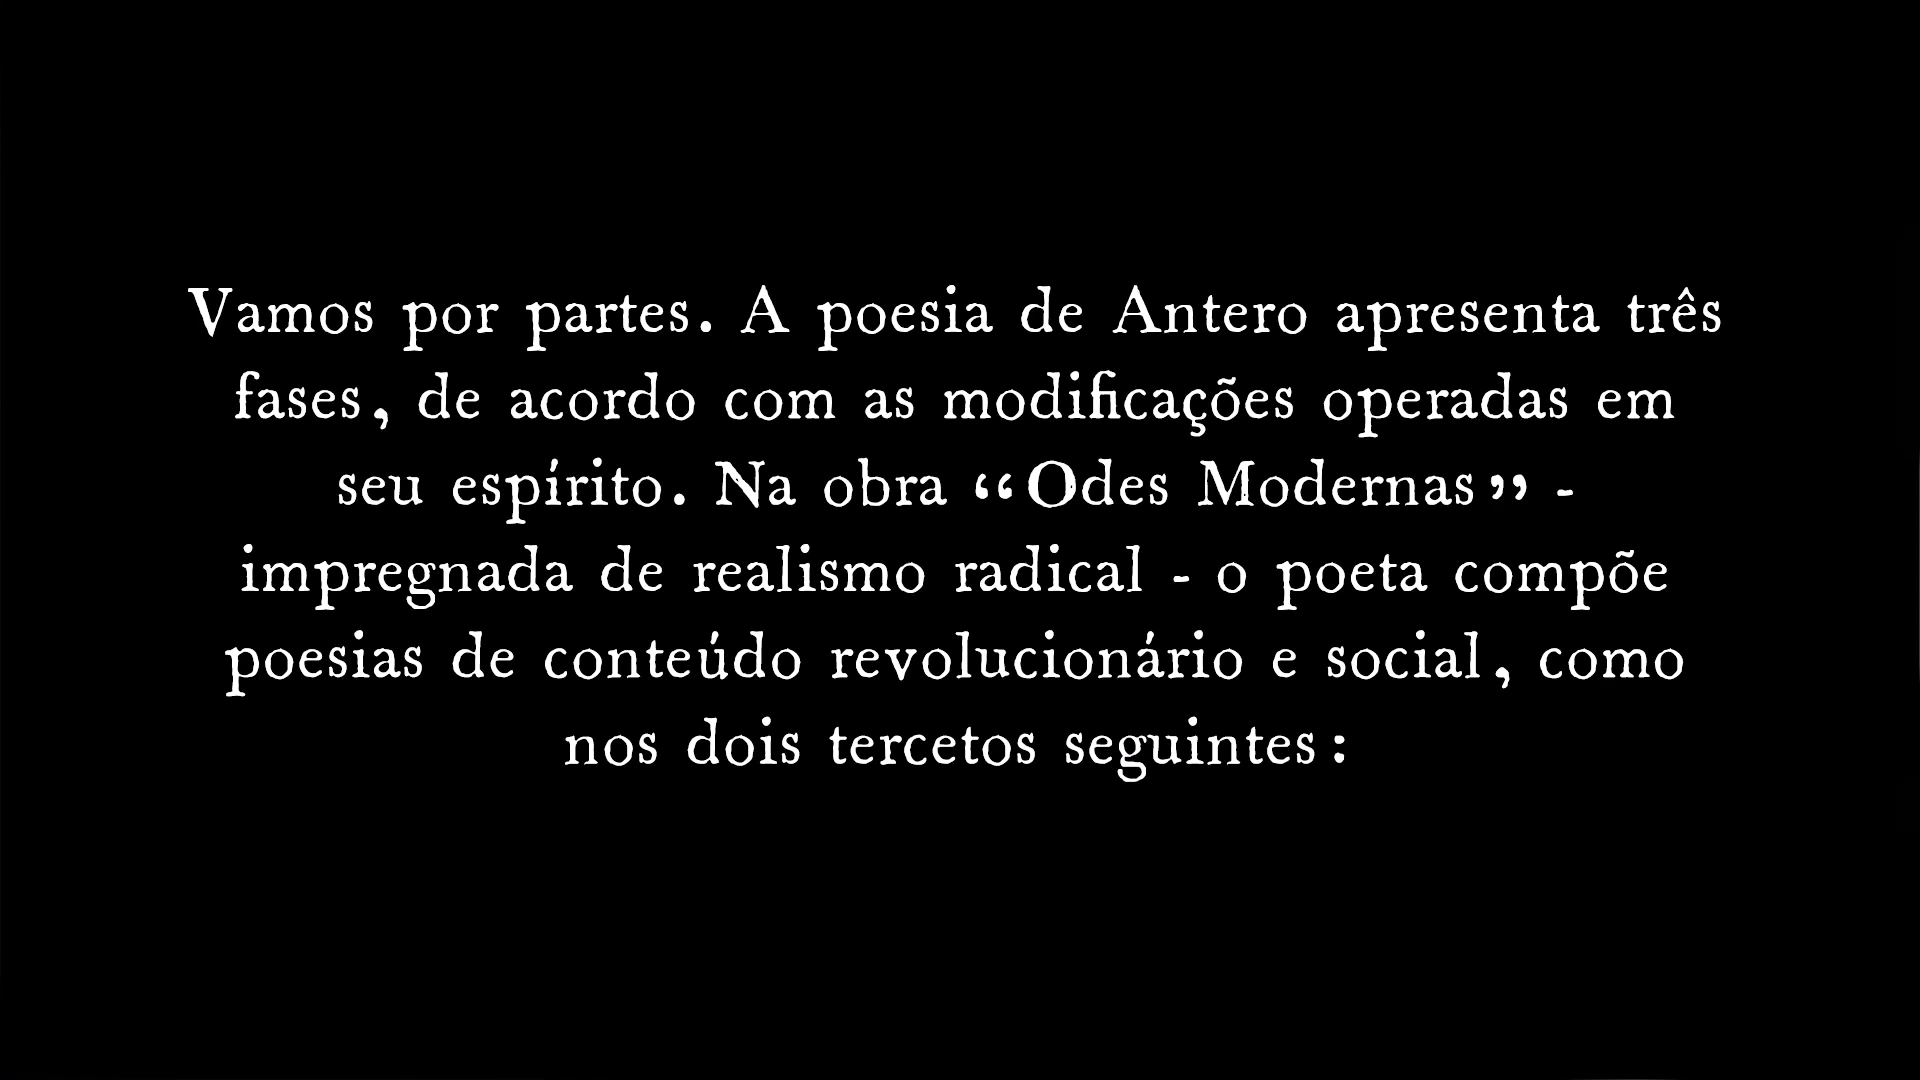 Vamos por partes. A poesia de Antero apresenta três
fases, de acordo com as modificações operadas em
seu espírito. Na obra “Odes Modernas” -
impregnada de realismo radical - o poeta compõe
poesias de conteúdo revolucionário e social, como
nos dois tercetos seguintes: